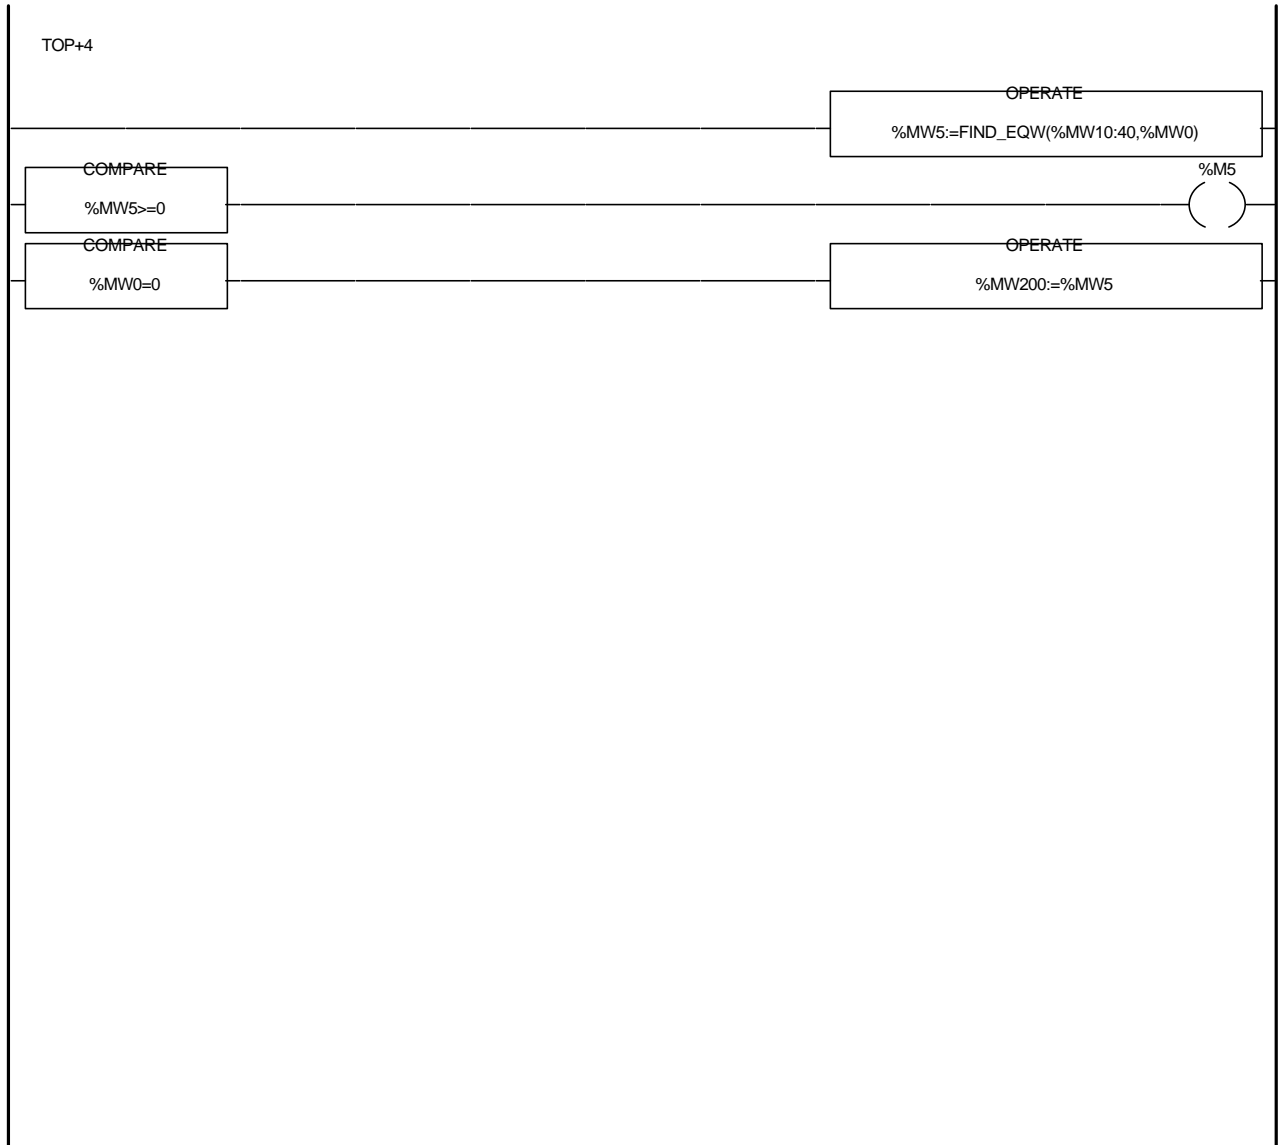 TOP+4
OPERATE
%MW5:=FIND_EQW(%MW10:40,%MW0)
COMPARE
%M5
%MW5>=0
COMPARE
OPERATE
%MW0=0
%MW200:=%MW5